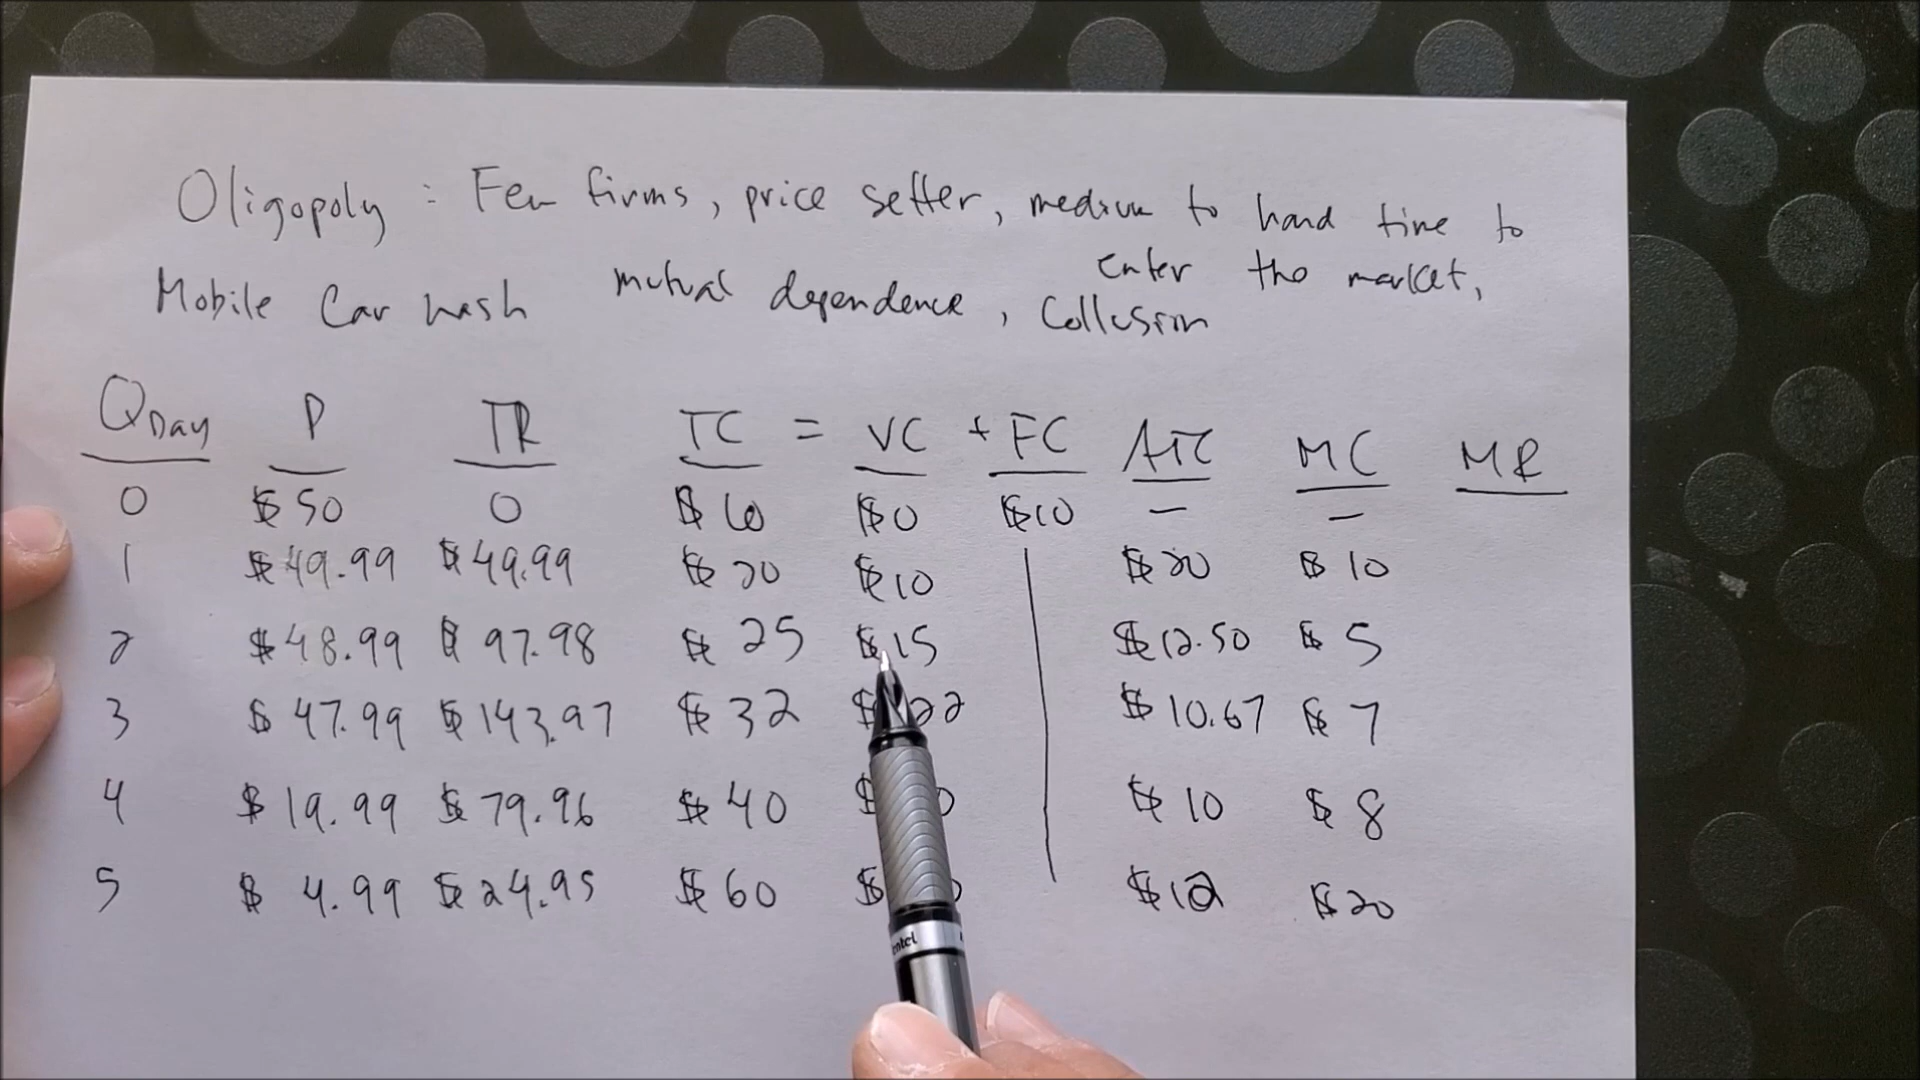 Oligopoly : Few firms, price setter, medium to hard time to
enter the market,
Mobile Car wash mutual dependence, Collusion
QDay P TR TC = VC + FC ATC MC MR
0 $50 0 $10 $0 $10 – –
1 $49.99 $49.99 $20 $10 $20 $10
2 $48.99 $97.98 $25 $15 $12.50 $5
3 $47.99 $143.97 $32 $22 $10.67 $7
4 $19.99 $79.96 $40 $ $10 $8
5 $4.99 $24.95 $60 $ $12 $20